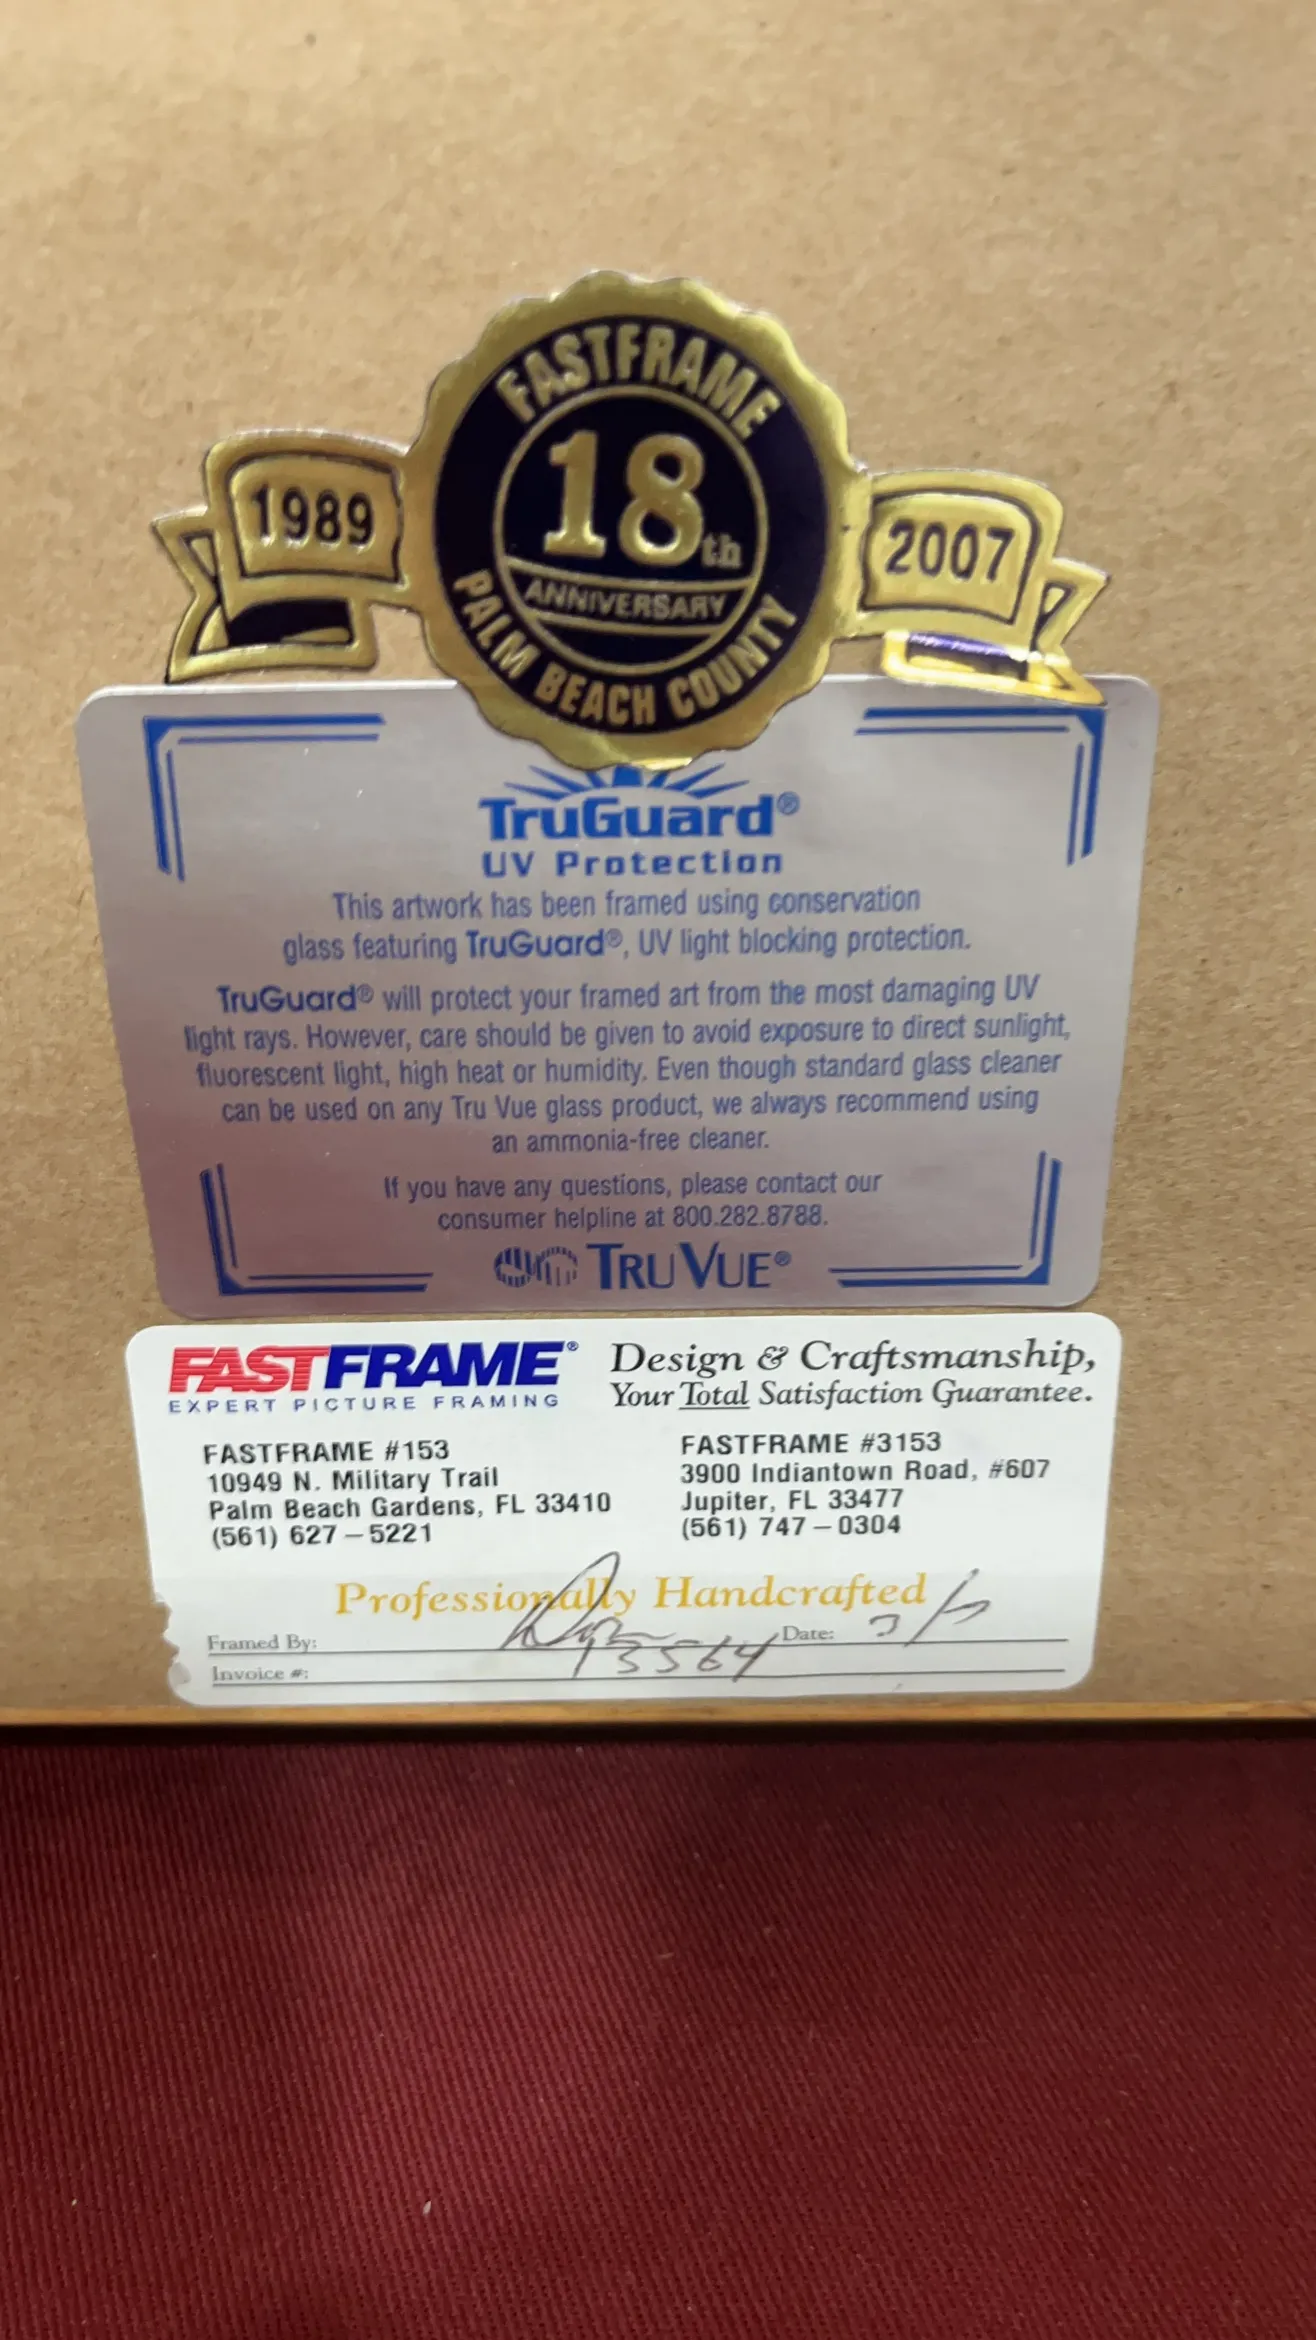 FASTFRAME
18th
ANNIVERSARY
PALM BEACH COUNTY
1989
2007
TruGuard®
UV Protection
This artwork has been framed using conservation
glass featuring TruGuard®, UV light blocking protection.
TruGuard® will protect your framed art from the most damaging UV
light rays. However, care should be given to avoid exposure to direct sunlight,
fluorescent light, high heat or humidity. Even though standard glass cleaner
can be used on any Tru Vue glass product, we always recommend using
an ammonia-free cleaner.
If you have any questions, please contact our
consumer helpline at 800.282.8788.
TRU VUE®
FASTFRAME®
EXPERT PICTURE FRAMING
Design & Craftsmanship,
Your Total Satisfaction Guarantee.
FASTFRAME #153
10949 N. Military Trail
Palm Beach Gardens, FL 33410
(561) 627-5221
FASTFRAME #3153
3900 Indiantown Road, #607
Jupiter, FL 33477
(561) 747-0304
Professionally Handcrafted
Framed By: Date:
Invoice #: 13564